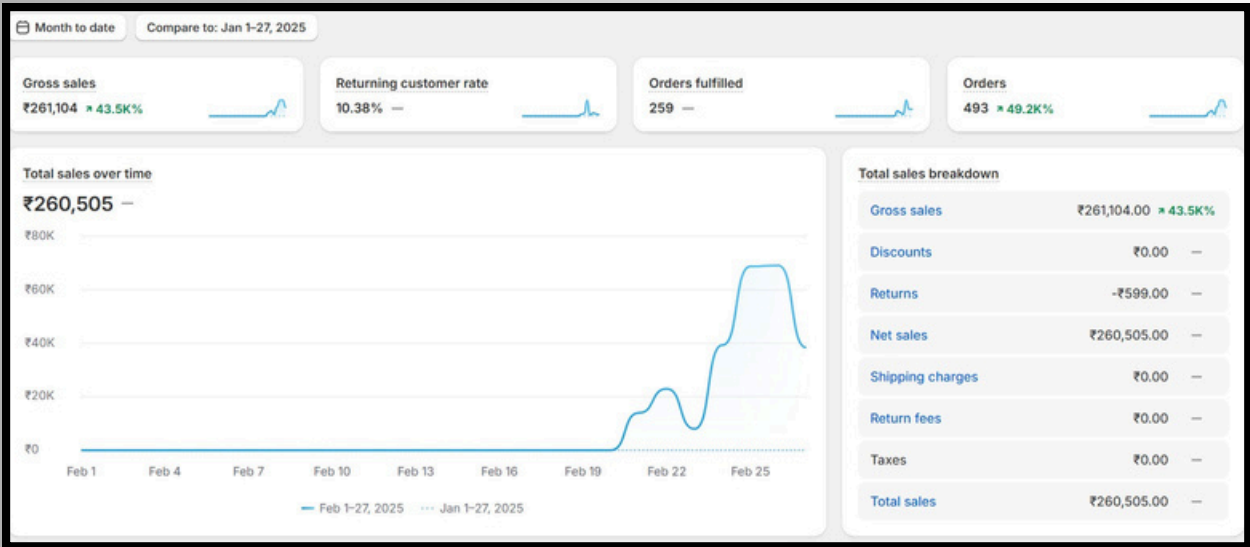 Month to date Compare to: Jan 1–27, 2025
Gross sales
₹261,104 ↗ 43.5K%
Returning customer rate
10.38% —
Orders fulfilled
259 —
Orders
493 ↗ 49.2K%
Total sales over time
₹260,505 —
₹80K
₹60K
₹40K
₹20K
₹0
Feb 1 Feb 4 Feb 7 Feb 10 Feb 13 Feb 16 Feb 19 Feb 22 Feb 25
Feb 1–27, 2025 Jan 1–27, 2025
Total sales breakdown
Gross sales ₹261,104.00 ↗ 43.5K%
Discounts ₹0.00 —
Returns -₹599.00 —
Net sales ₹260,505.00 —
Shipping charges ₹0.00 —
Return fees ₹0.00 —
Taxes ₹0.00 —
Total sales ₹260,505.00 —